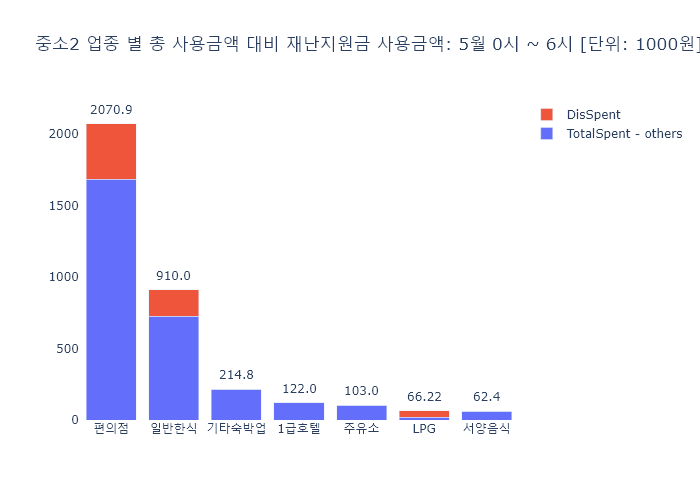 중소2 업종 별 총 사용금액 대비 재난지원금 사용금액: 5월 0시 ~ 6시 [단위: 1000원]
DisSpent
TotalSpent - others
2070.9
910.0
214.8
122.0
103.0
66.22
62.4
2000
1500
1000
500
0
편의점
일반한식
기타숙박업
1급호텔
주유소
LPG
서양음식